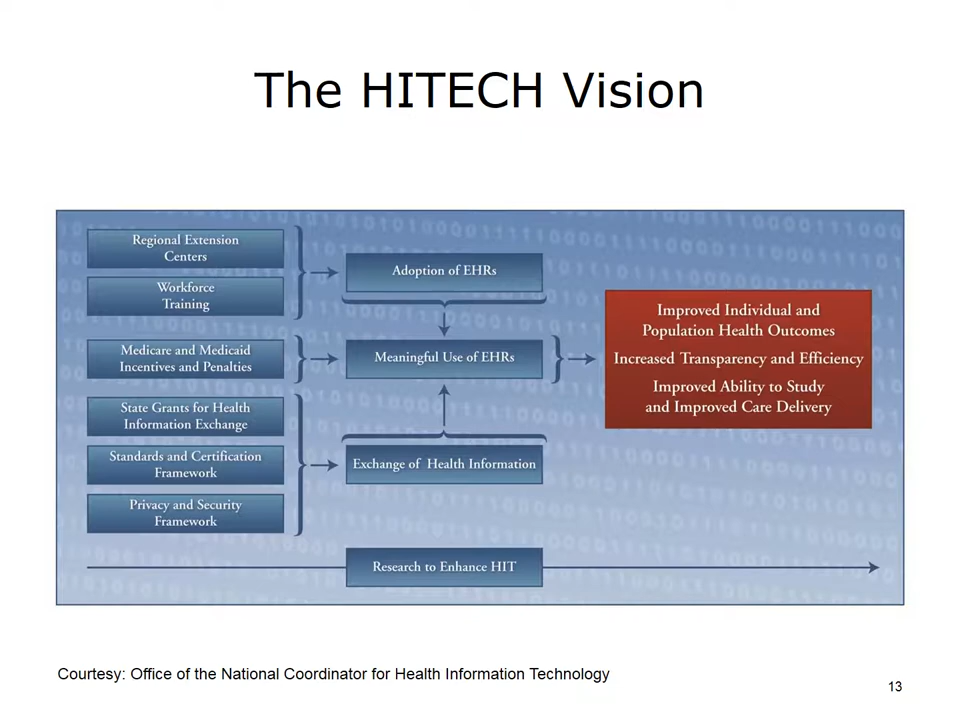 The HITECH Vision
Regional Extension
Centers
Workforce
Training
Medicare and Medicaid
Incentives and Penalties
State Grants for Health
Information Exchange
Standards and Certification
Framework
Privacy and Security
Framework
Adoption of EHRs
Meaningful Use of EHRs
Exchange of Health Information
Improved Individual and
Population Health Outcomes
Increased Transparency and Efficiency
Improved Ability to Study
and Improved Care Delivery
Research to Enhance HIT
Courtesy: Office of the National Coordinator for Health Information Technology
13